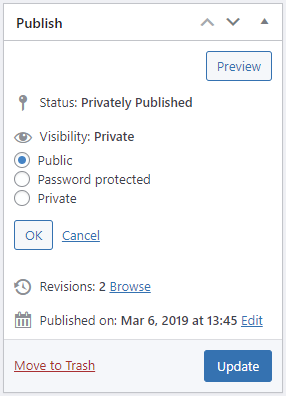 Publish
Preview
Status: Privately Published
Visibility: Private
Public
Password protected
Private
OK Cancel
Revisions: 2 Browse
Published on: Mar 6, 2019 at 13:45 Edit
Move to Trash Update